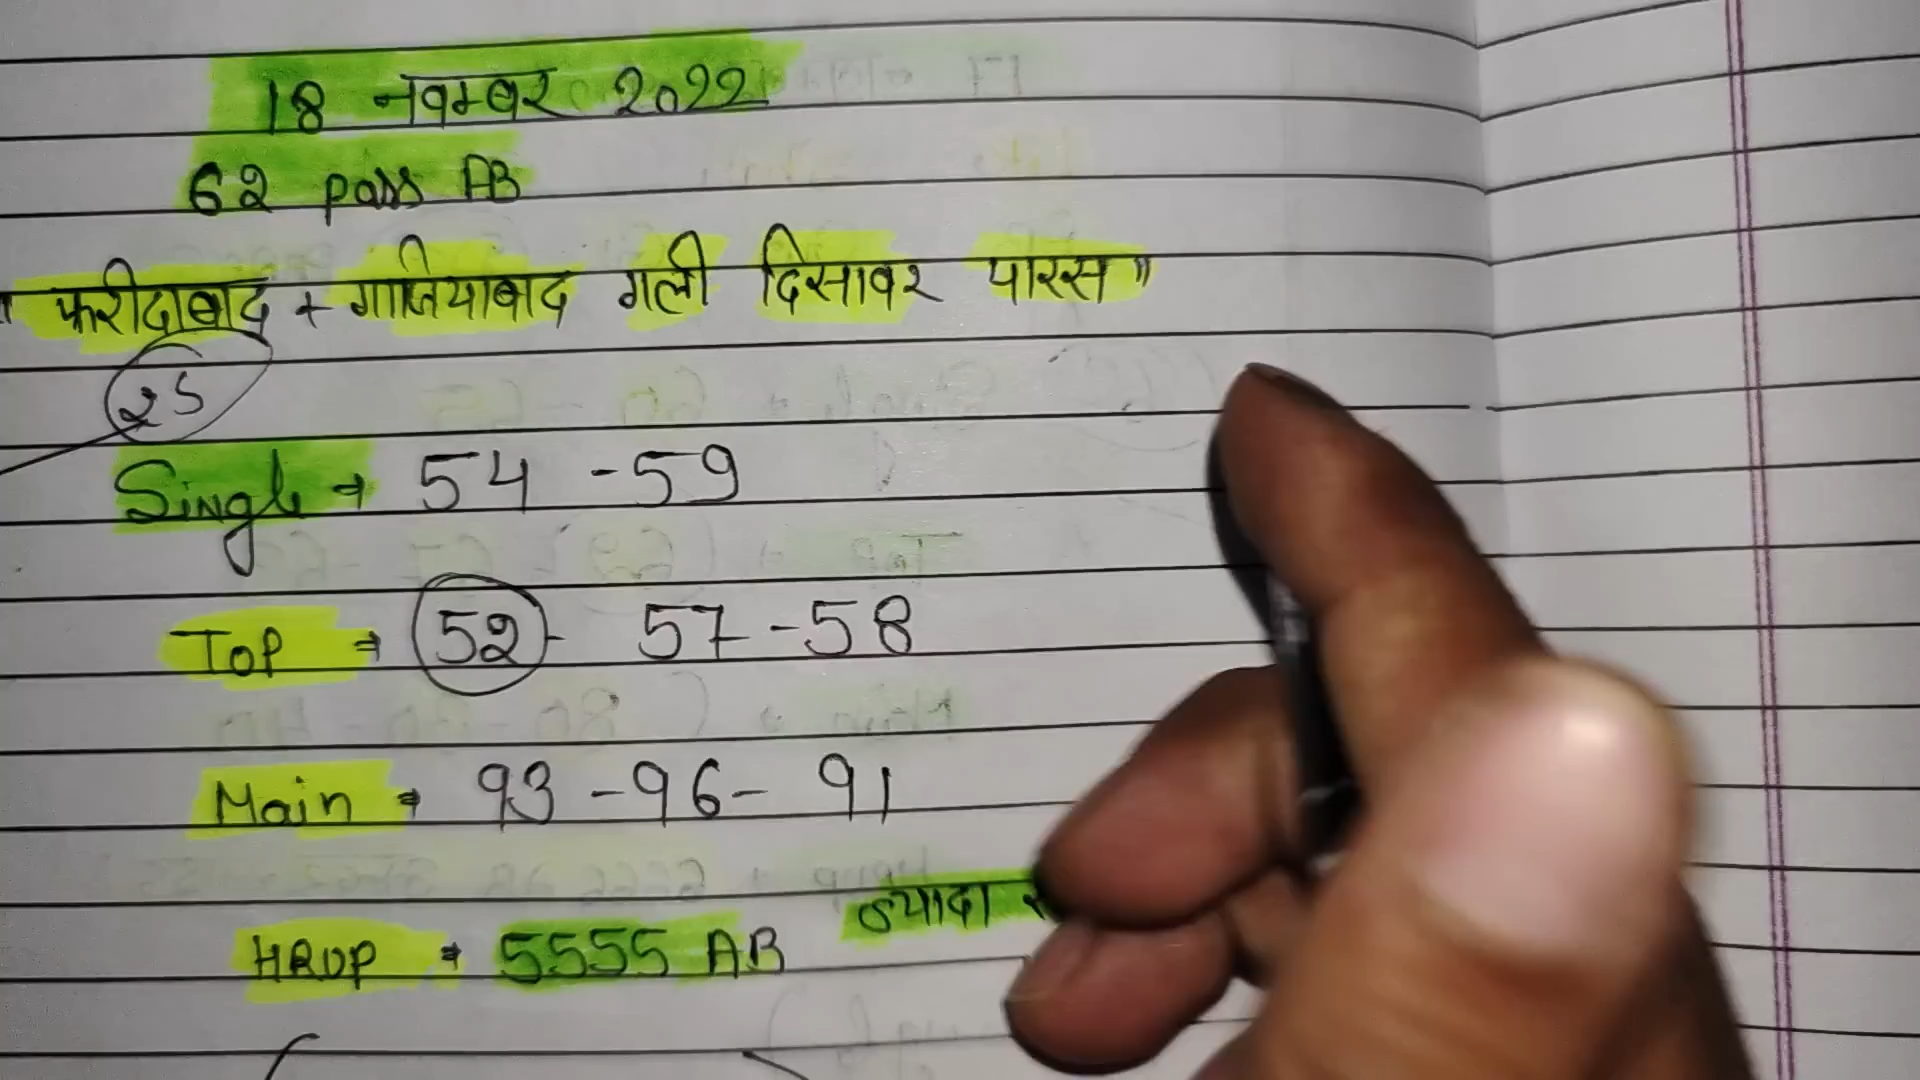 18 नवम्बर 2022
62 pass AB
" फरीदाबाद + गाजियाबाद गली दिसावर पारस "
25
Single → 54 - 59
TOP → 52 - 57 - 58
Main → 93 - 96 - 91
ज्यादा
HRUP → 5555 AB